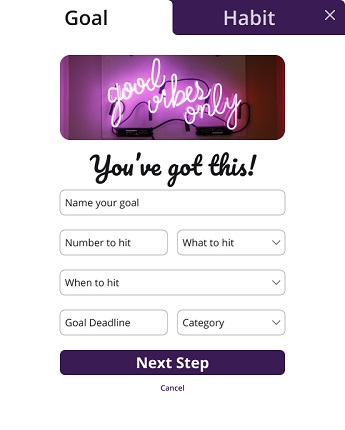 Goal
Habit
good
vibes
only
You've got this!
Name your goal
Number to hit
What to hit
When to hit
Goal Deadline
Category
Next Step
Cancel